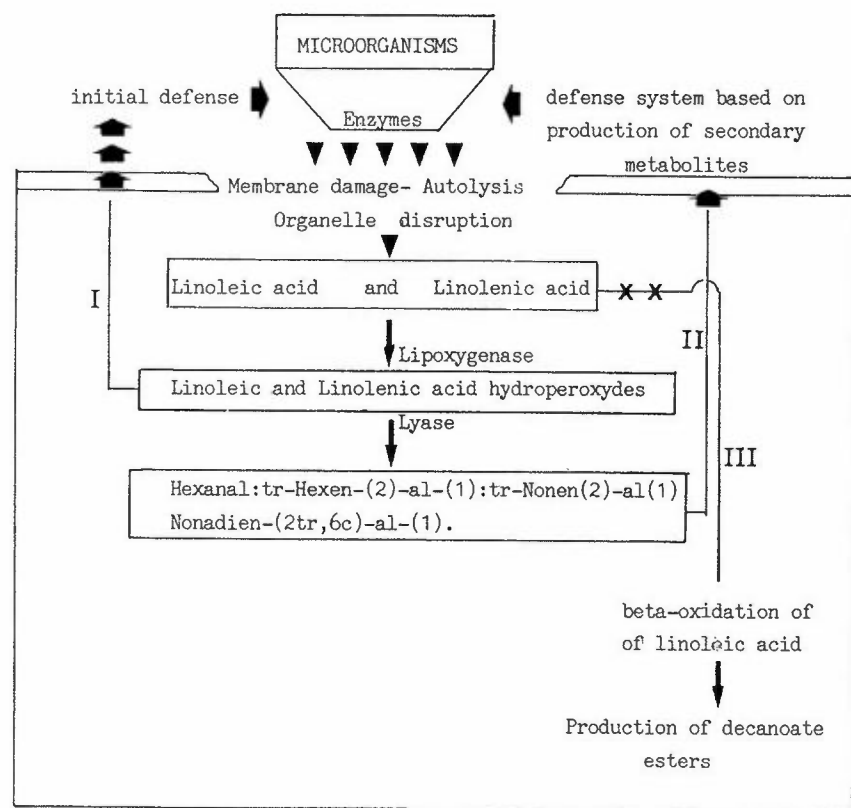 MICROORGANISMS
initial defense
Enzymes
defense system based on
production of secondary
metabolites
Membrane damage- Autolysis
Organelle disruption
Linoleic acid and Linolenic acid
x x
I
II
Lipoxygenase
Linoleic and Linolenic acid hydroperoxydes
Lyase
III
Hexanal:tr-Hexen-(2)-al-(1):tr-Nonen(2)-al(1)
Nonadien-(2tr,6c)-al-(1).
beta-oxidation of
of linoleic acid
Production of decanoate
esters